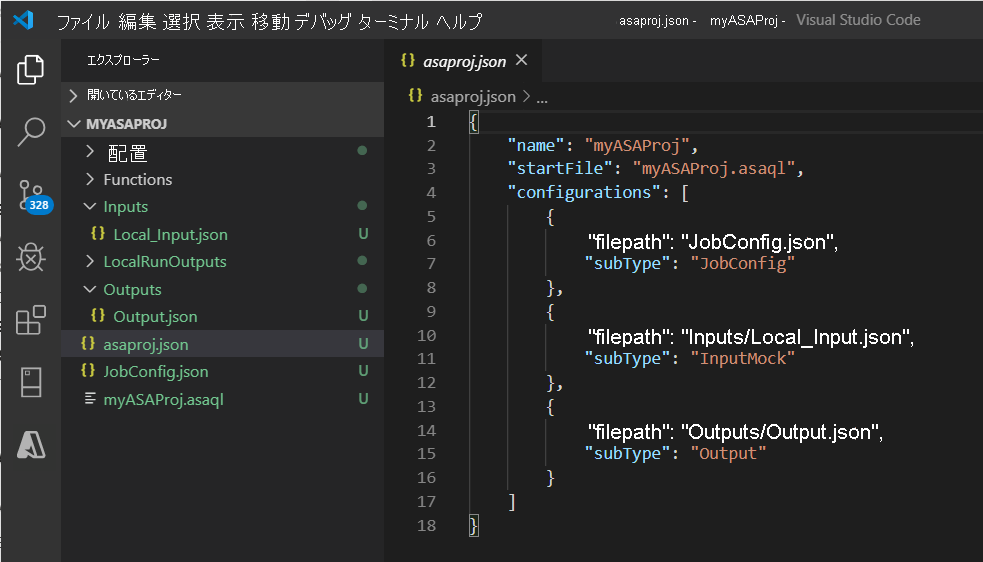 ファイル 編集 選択 表示 移動 デバッグ ターミナル ヘルプ
asaproj.json - myASAProj - Visual Studio Code
エクスプローラー
開いているエディター
MYASAPROJ
配置
Functions
Inputs
{} Local_Input.json U
LocalRunOutputs
Outputs
{} Output.json U
{} asaproj.json U
{} JobConfig.json U
myASAProj.asaql U
328
{} asaproj.json ×
{} asaproj.json > ...
1 {
2 "name": "myASAProj",
3 "startFile": "myASAProj.asaql",
4 "configurations": [
5 {
6 "filepath": "JobConfig.json",
7 "subType": "JobConfig"
8 },
9 {
10 "filepath": "Inputs/Local_Input.json",
11 "subType": "InputMock"
12 },
13 {
14 "filepath": "Outputs/Output.json",
15 "subType": "Output"
16 }
17 ]
18 }